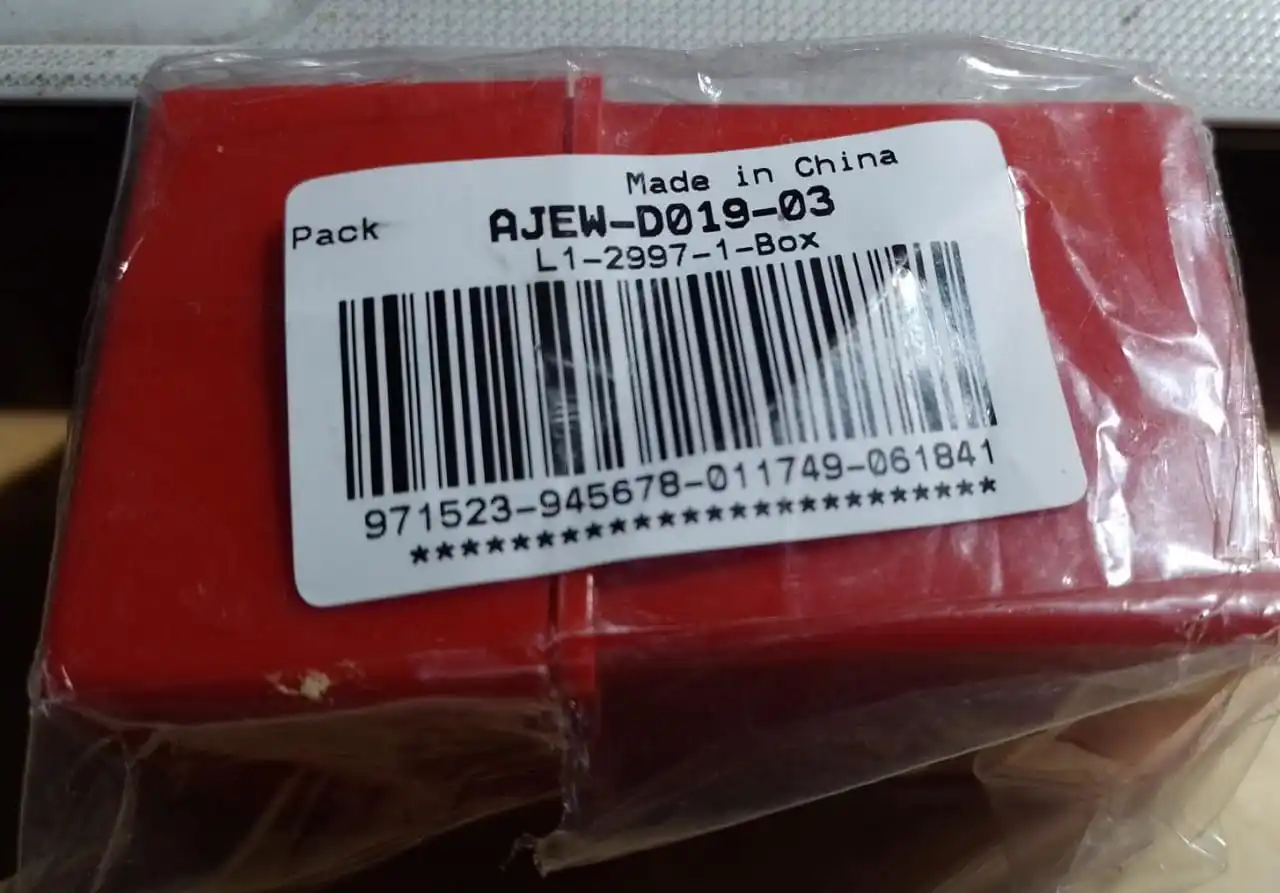 Made in China
Pack
AJEW-D019-03
L1-2997-1-Box
971523-945678-011749-061841
************************